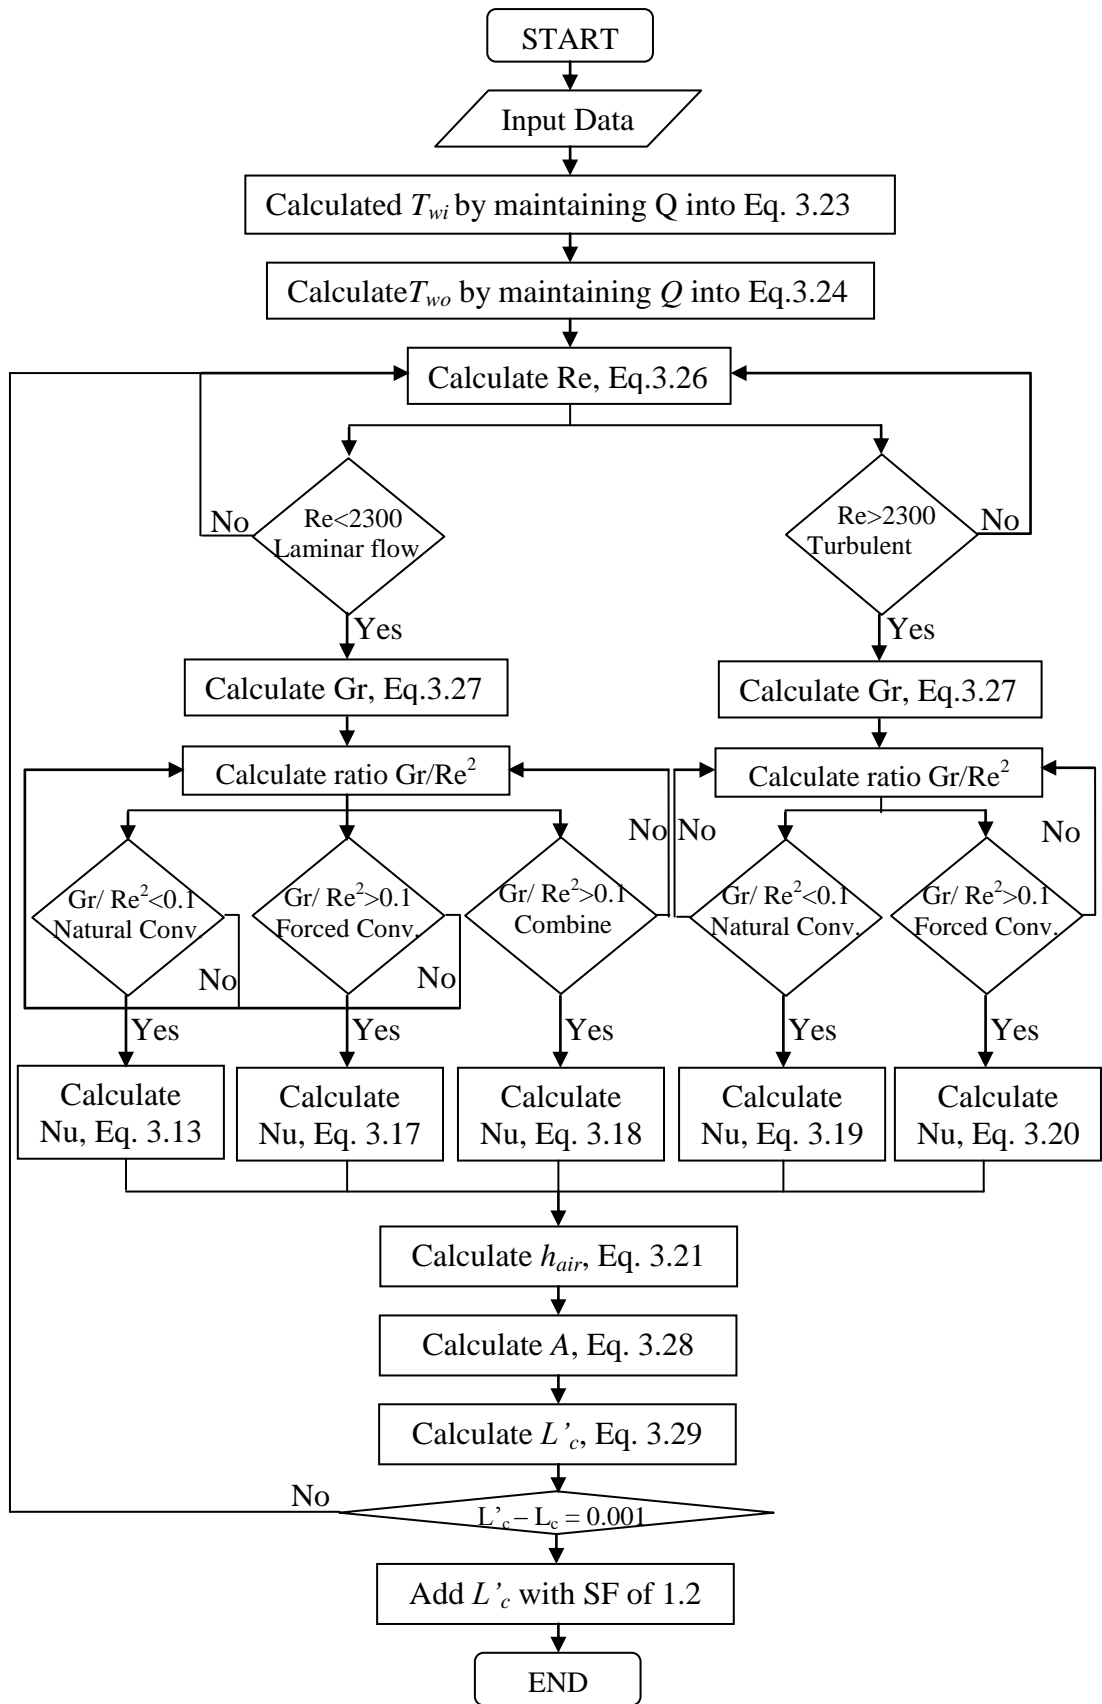 START
Input Data
Calculated Twi by maintaining Q into Eq. 3.23
CalculateTwo by maintaining Q into Eq.3.24
Calculate Re, Eq.3.26
No
Re<2300
Laminar flow
Re>2300
Turbulent
No
Yes
Yes
Calculate Gr, Eq.3.27
Calculate Gr, Eq.3.27
Calculate ratio Gr/Re²
Calculate ratio Gr/Re²
Gr/ Re²<0.1
Natural Conv.
No
Gr/ Re²>0.1
Forced Conv.
No
Gr/ Re²>0.1
Combine
No
No
Gr/ Re²<0.1
Natural Conv.
Gr/ Re²>0.1
Forced Conv.
No
Yes
Yes
Yes
Yes
Yes
Calculate
Nu, Eq. 3.13
Calculate
Nu, Eq. 3.17
Calculate
Nu, Eq. 3.18
Calculate
Nu, Eq. 3.19
Calculate
Nu, Eq. 3.20
Calculate hair, Eq. 3.21
Calculate A, Eq. 3.28
Calculate L’c, Eq. 3.29
No
L’c – Lc = 0.001
Add L’c with SF of 1.2
END